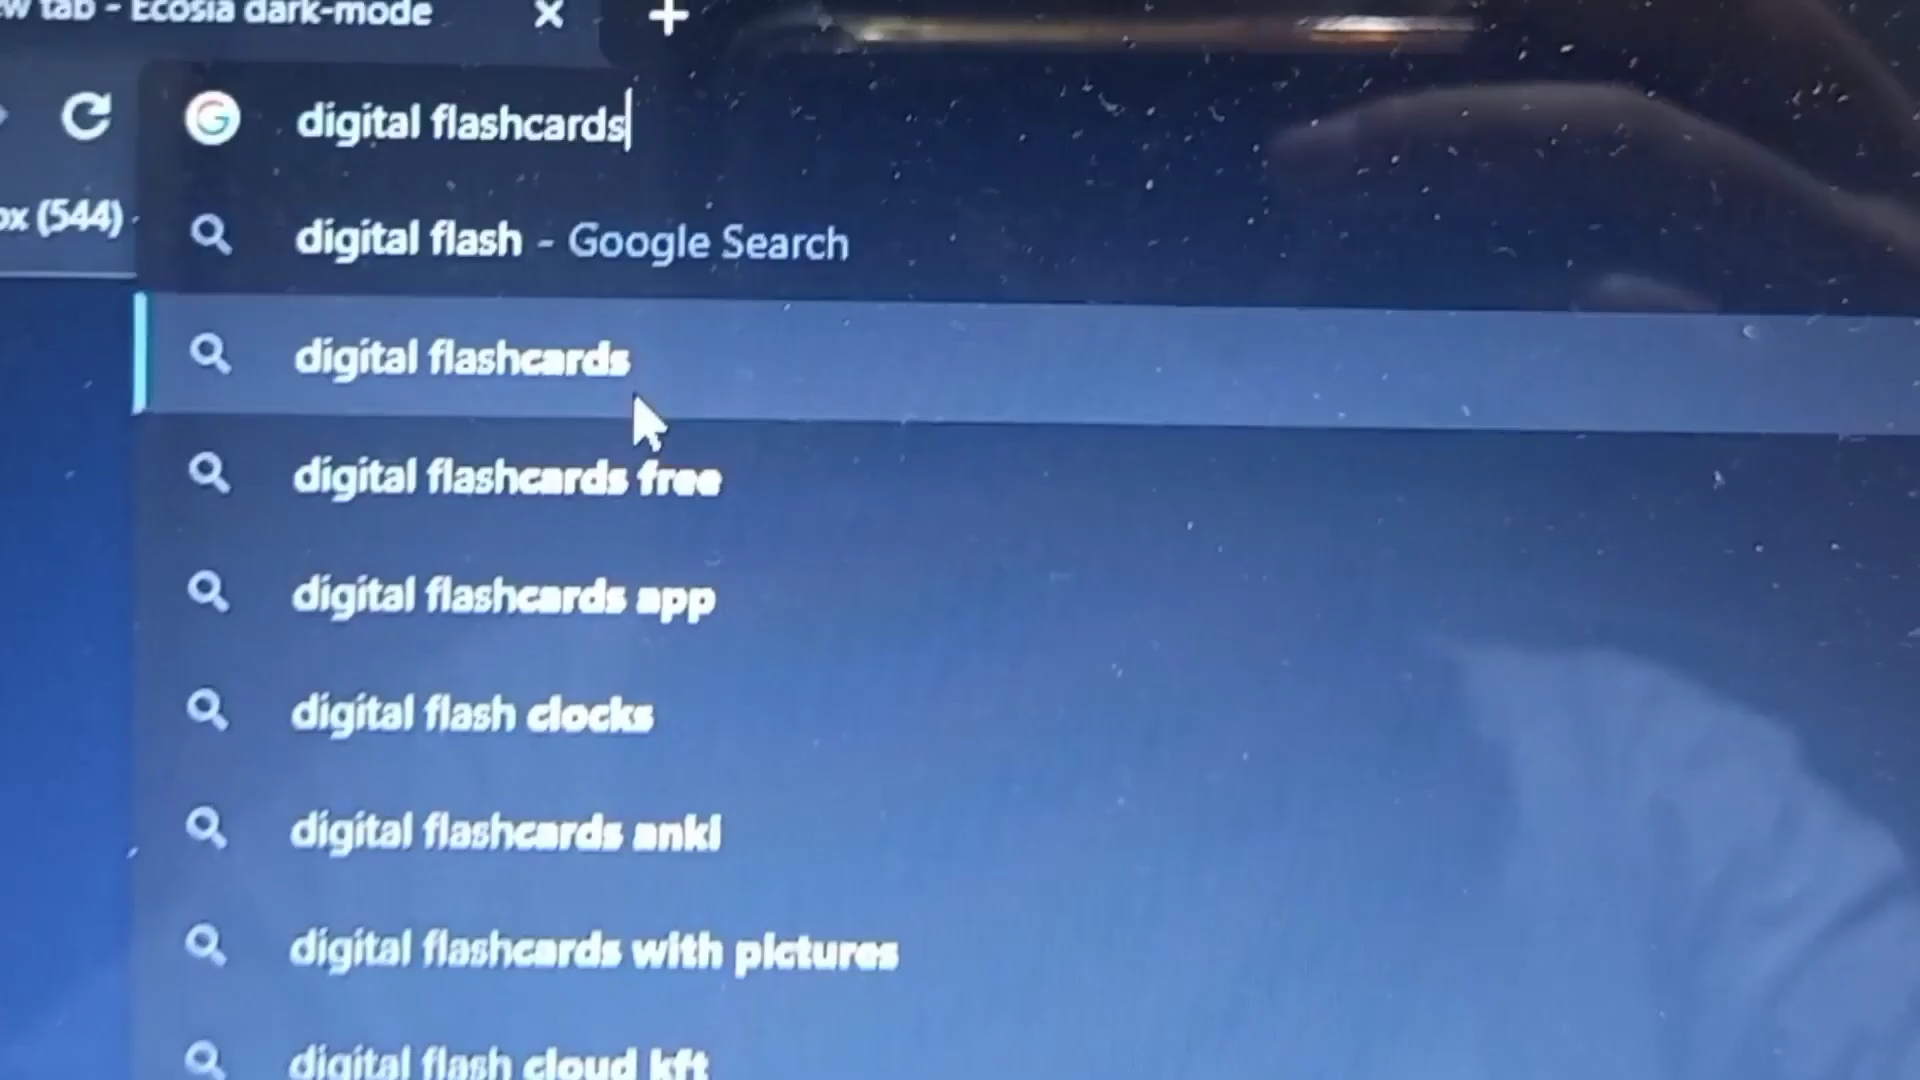 w tab - Ecosia dark-mode
digital flashcards
ox (544)
digital flash - Google Search
digital flashcards
digital flashcards free
digital flashcards app
digital flash clocks
digital flashcards anki
digital flashcards with pictures
digital flash cloud kft